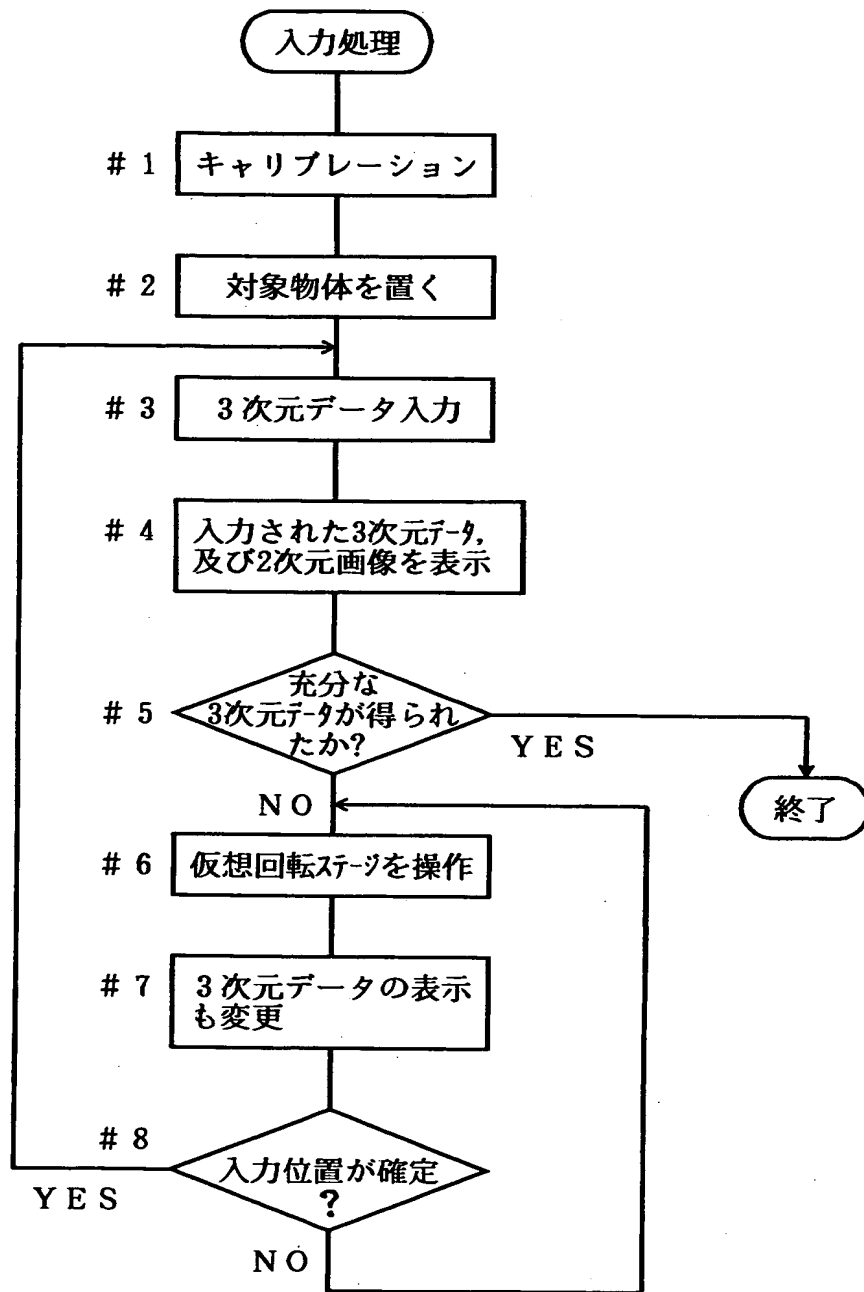 入力処理
#1 キャリブレーション
#2 対象物体を置く
#3 3次元データ入力
#4 入力された3次元データ,
及び2次元画像を表示
充分な
#5 3次元データが得られ
たか?
YES
NO
終了
#6 仮想回転ステージを操作
#7 3次元データの表示
も変更
#8
入力位置が確定
?
YES
NO